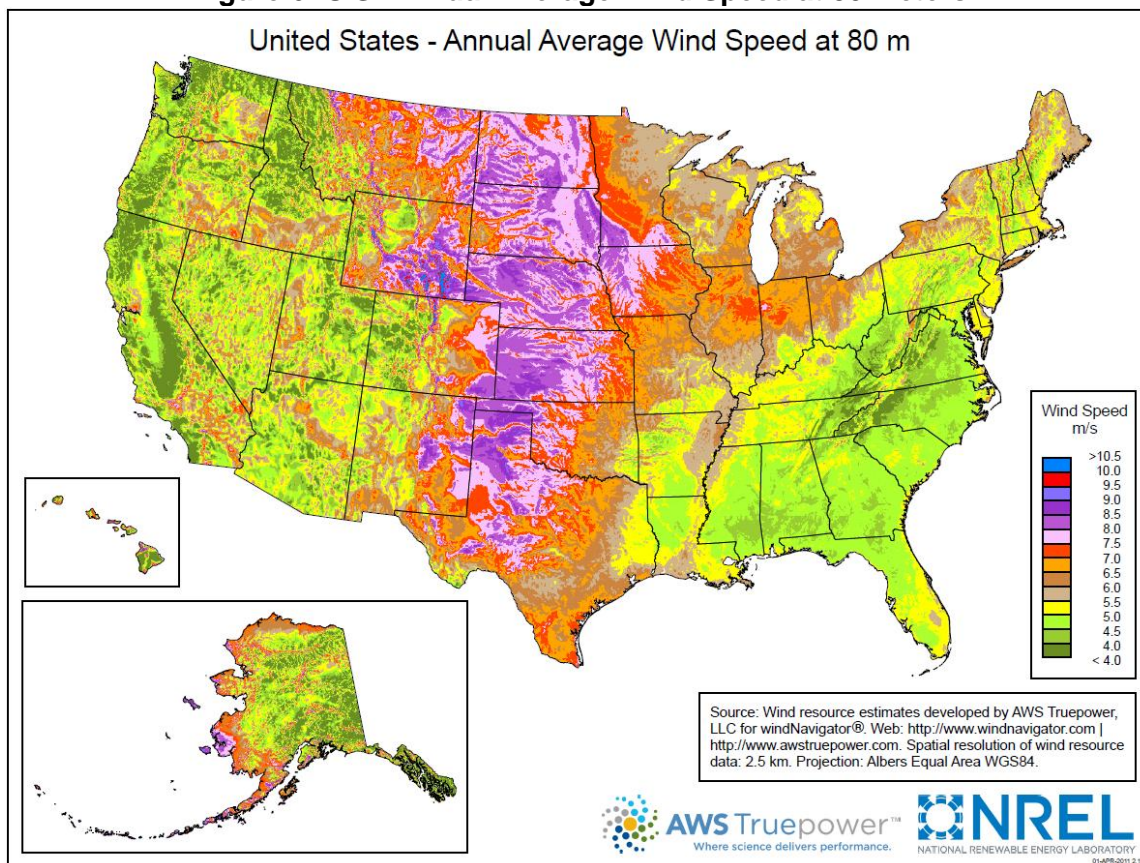 United States - Annual Average Wind Speed at 80 m
Wind Speed
m/s
>10.5
10.0
9.5
9.0
8.5
8.0
7.5
7.0
6.5
6.0
5.5
5.0
4.5
4.0
< 4.0
Source: Wind resource estimates developed by AWS Truepower,
LLC for windNavigator®. Web: http://www.windnavigator.com |
http://www.awstruepower.com. Spatial resolution of wind resource
data: 2.5 km. Projection: Albers Equal Area WGS84.
AWS Truepower™
Where science delivers performance.
NREL
NATIONAL RENEWABLE ENERGY LABORATORY